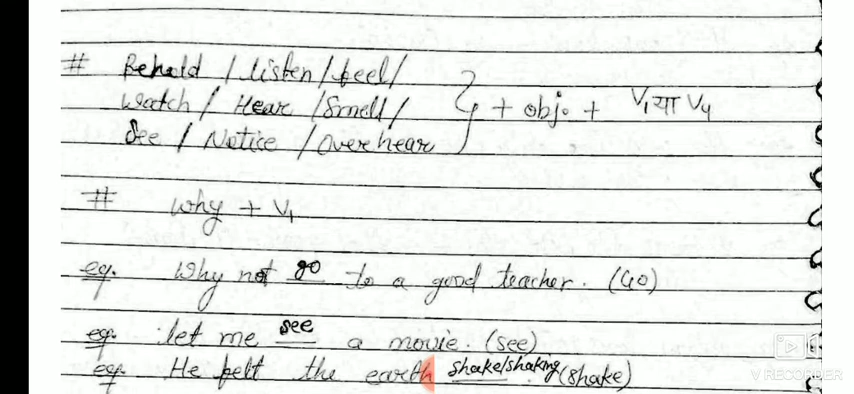 # Behold / listen / feel /
watch / Hear / Smell / } + obj. + V₁ या V₄
See / Notice / Overhear
# Why + V₁
eg. Why not go to a good teacher. (Go)
eg. let me see a movie. (see)
eg. He felt the earth shake/shaking (shake)
V RECORDER